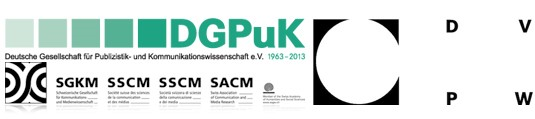 DGPuK
Deutsche Gesellschaft für Publizistik- und Kommunikationswissenschaft e.V. 1963–2013
SGKM SSCM SSCM SACM
Schweizerische Gesellschaft für Kommunikations- und Medienwissenschaft
Société suisse des sciences de la communication et des médias
Società svizzera di scienze della comunicazione e dei media
Swiss Association of Communication and Media Research
D V
P W